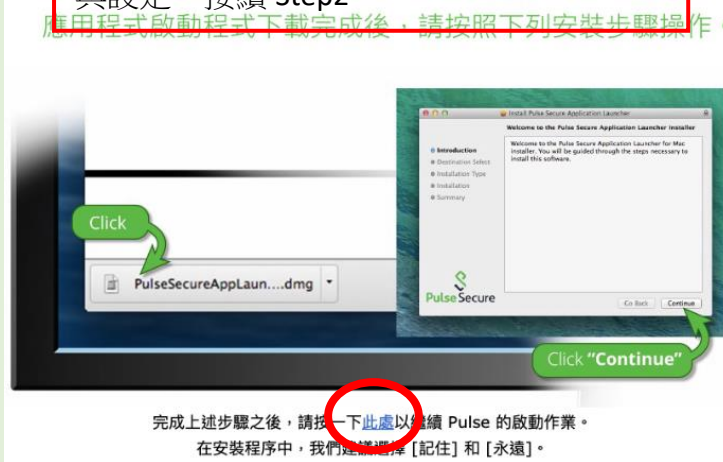 與設定，按續 Step2
應用程式啟動程式下載完成後，請按照下列安裝步驟操作。
Install Pulse Secure Application Launcher
Welcome to the Pulse Secure Application Launcher Installer
Introduction
Destination Select
Installation Type
Installation
Summary
Welcome to the Pulse Secure Application Launcher for Mac
installer. You will be guided through the steps necessary to
install this software.
Click
PulseSecureAppLaun....dmg
Pulse Secure
Go Back
Continue
Click "Continue"
完成上述步驟之後，請按一下此處以繼續 Pulse 的啟動作業。
在安裝程序中，我們建議選擇 [記住] 和 [永遠]。